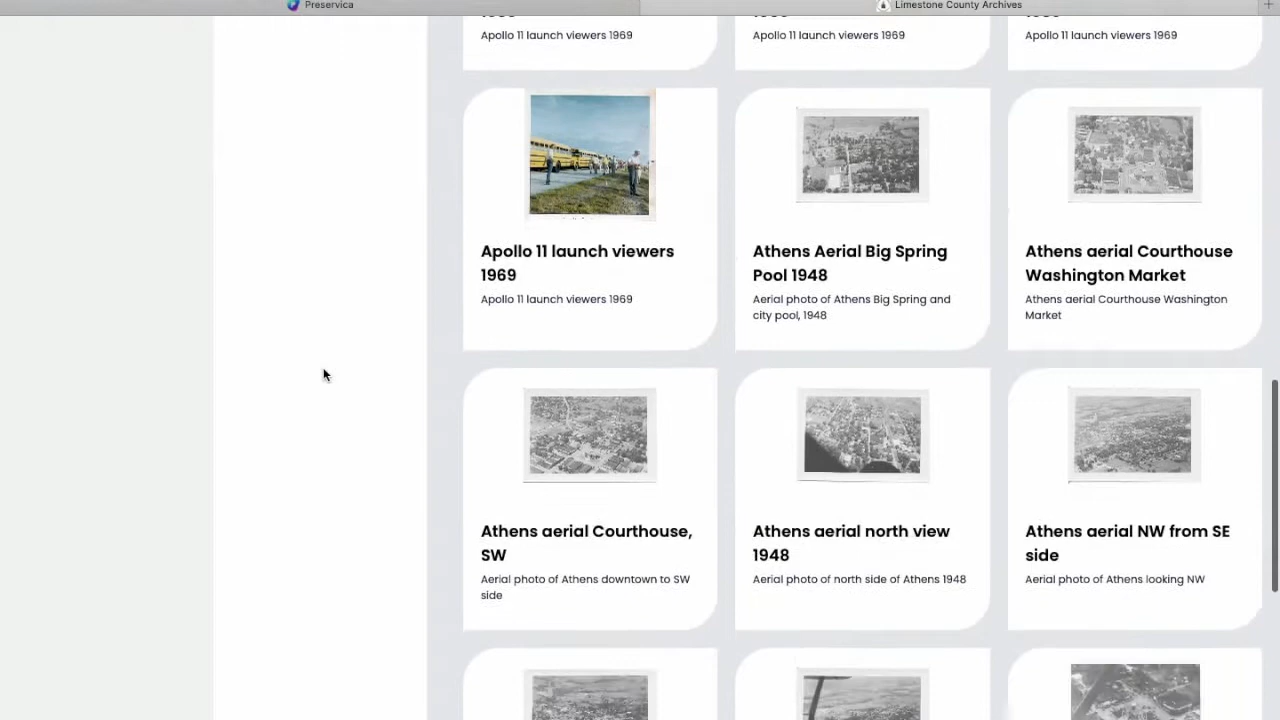 Preservica
Limestone County Archives
Apollo 11 launch viewers 1969
Apollo 11 launch viewers 1969
Apollo 11 launch viewers 1969
Apollo 11 launch viewers
1969
Apollo 11 launch viewers 1969
Athens Aerial Big Spring
Pool 1948
Aerial photo of Athens Big Spring and
city pool, 1948
Athens aerial Courthouse
Washington Market
Athens aerial Courthouse Washington
Market
Athens aerial Courthouse,
SW
Aerial photo of Athens downtown to SW
side
Athens aerial north view
1948
Aerial photo of north side of Athens 1948
Athens aerial NW from SE
side
Aerial photo of Athens looking NW